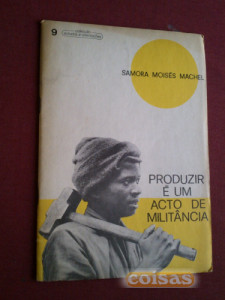 9
SAMORA MOISÉS MACHEL
PRODUZIR
É UM
ACTO DE
MILITÂNCIA
coisas